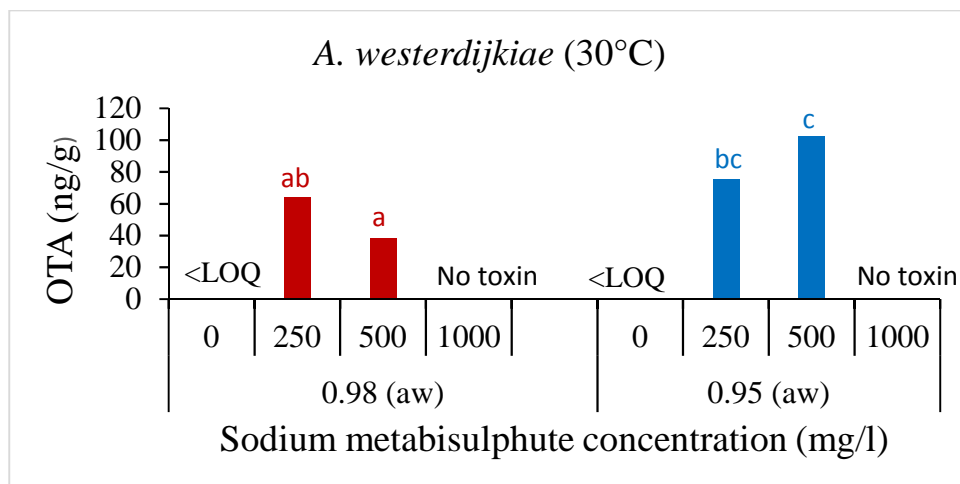 A. westerdijkiae (30°C)
OTA (ng/g)
120
100
80
60
40
20
0
<LOQ
ab
a
No toxin
<LOQ
bc
c
No toxin
0 250 500 1000 0 250 500 1000
0.98 (aw) 0.95 (aw)
Sodium metabisulphute concentration (mg/l)